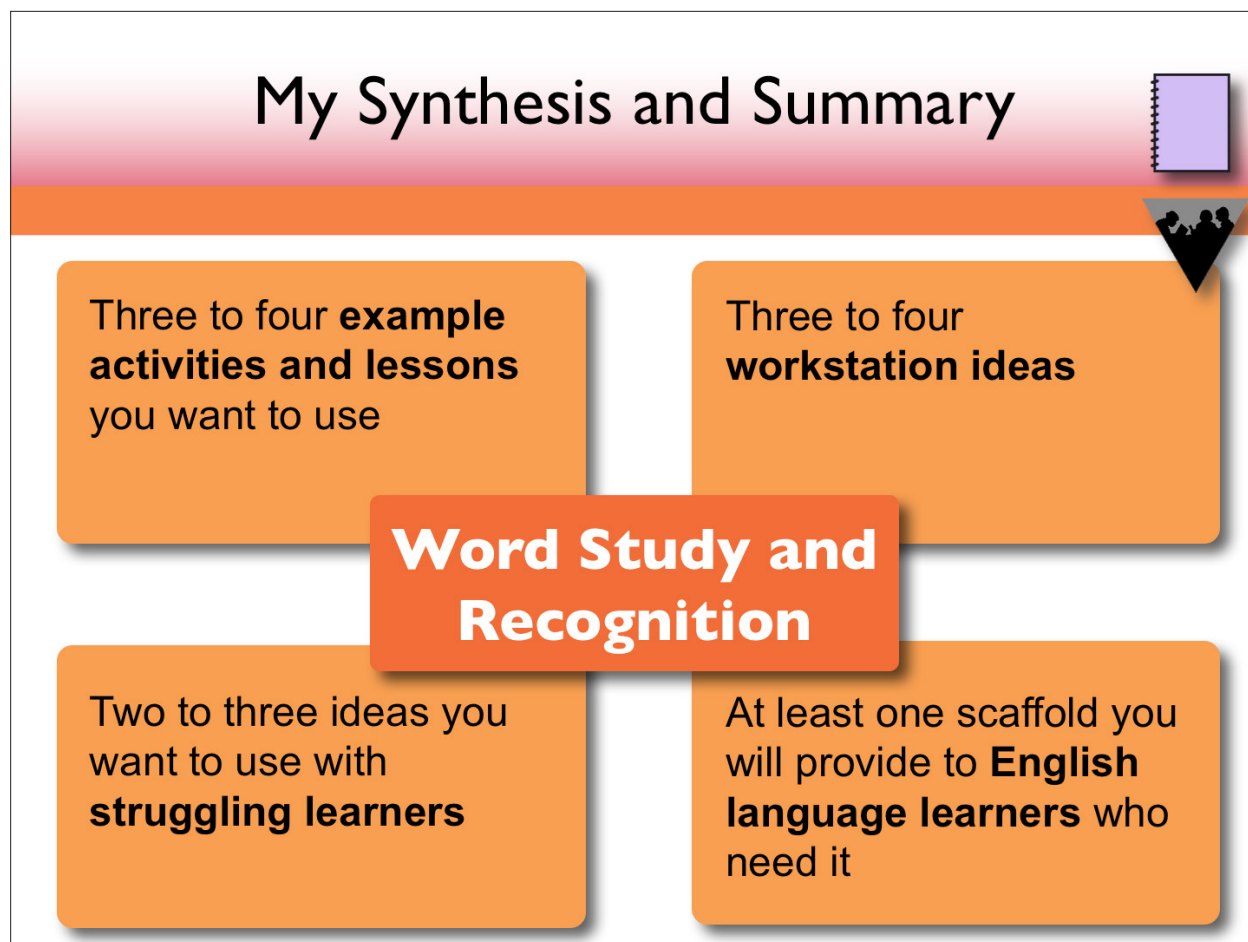 My Synthesis and Summary
Three to four example
activities and lessons
you want to use
Three to four
workstation ideas
Word Study and
Recognition
Two to three ideas you
want to use with
struggling learners
At least one scaffold you
will provide to English
language learners who
need it